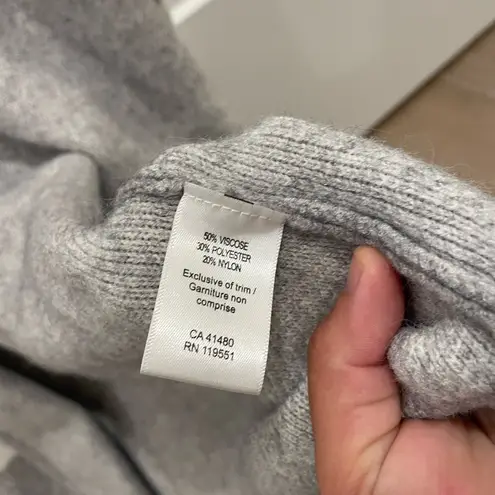 50% VISCOSE
30% POLYESTER
20% NYLON
Exclusive of trim /
Garniture non
comprise
CA 41480
RN 119551